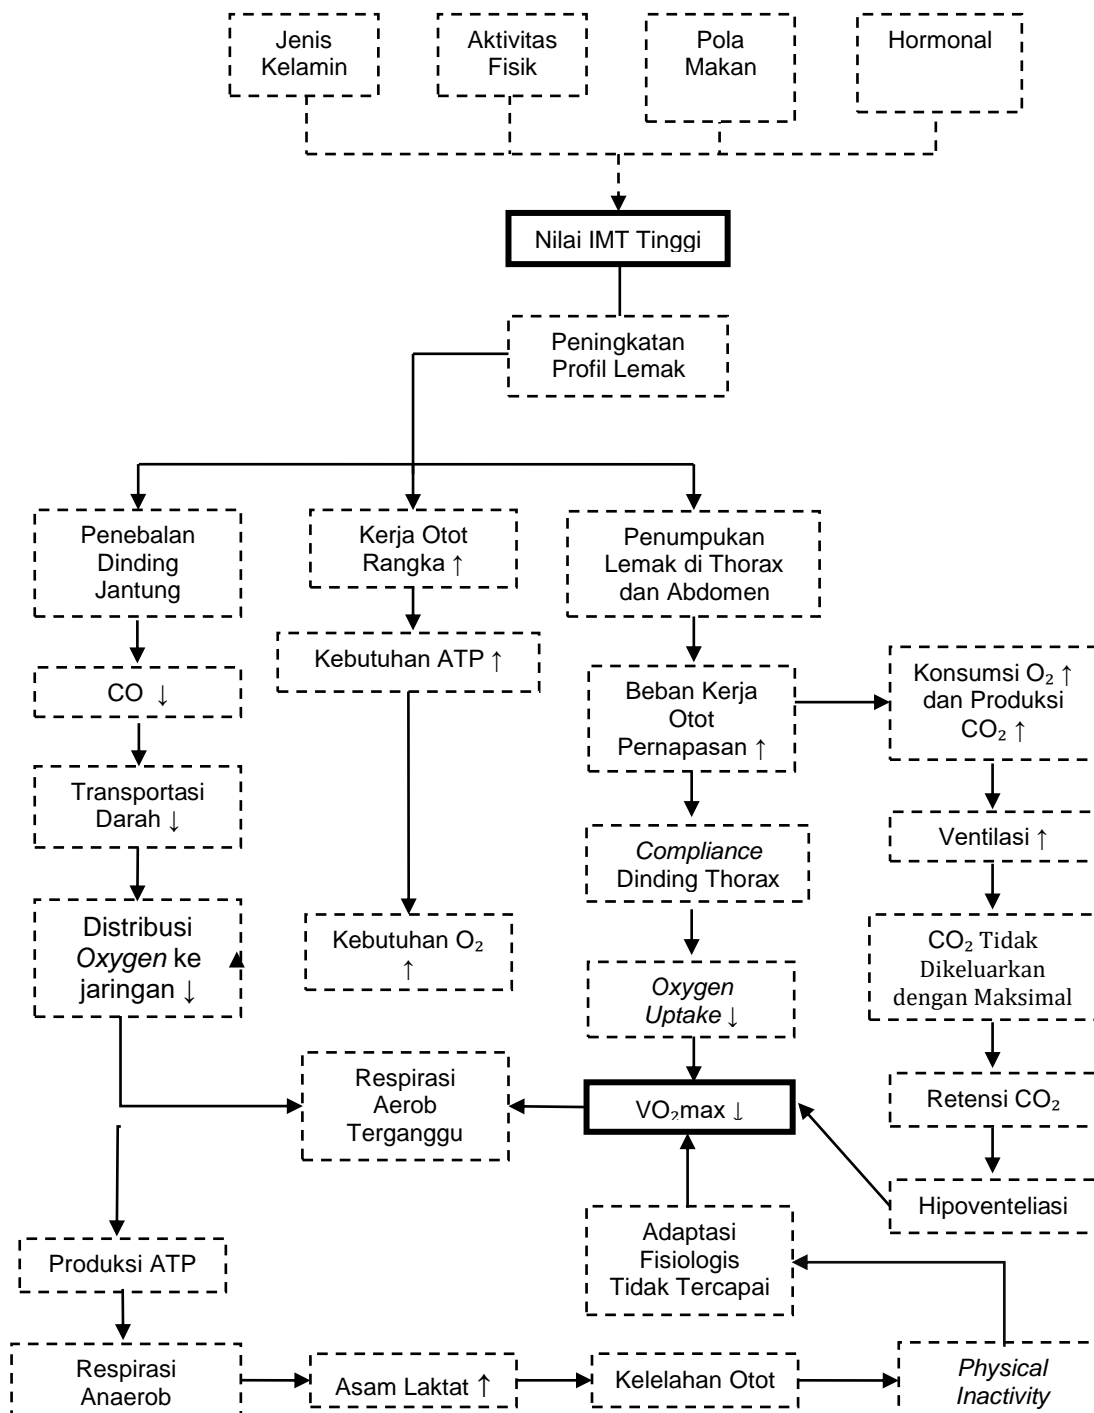 Jenis
Kelamin
Aktivitas
Fisik
Pola
Makan
Hormonal
Nilai IMT Tinggi
Peningkatan
Profil Lemak
Penebalan
Dinding
Jantung
Kerja Otot
Rangka ↑
Penumpukan
Lemak di Thorax
dan Abdomen
CO ↓
Kebutuhan ATP ↑
Beban Kerja
Otot
Pernapasan ↑
Konsumsi O₂ ↑
dan Produksi
CO₂ ↑
Transportasi
Darah ↓
Compliance
Dinding Thorax
Ventilasi ↑
Distribusi
Oxygen ke
jaringan ↓
Kebutuhan O₂
↑
Oxygen
Uptake ↓
CO₂ Tidak
Dikeluarkan
dengan Maksimal
Respirasi
Aerob
Terganggu
VO₂max ↓
Retensi CO₂
Hipoventeliasi
Produksi ATP
Adaptasi
Fisiologis
Tidak Tercapai
Respirasi
Anaerob
Asam Laktat ↑
Kelelahan Otot
Physical
Inactivity